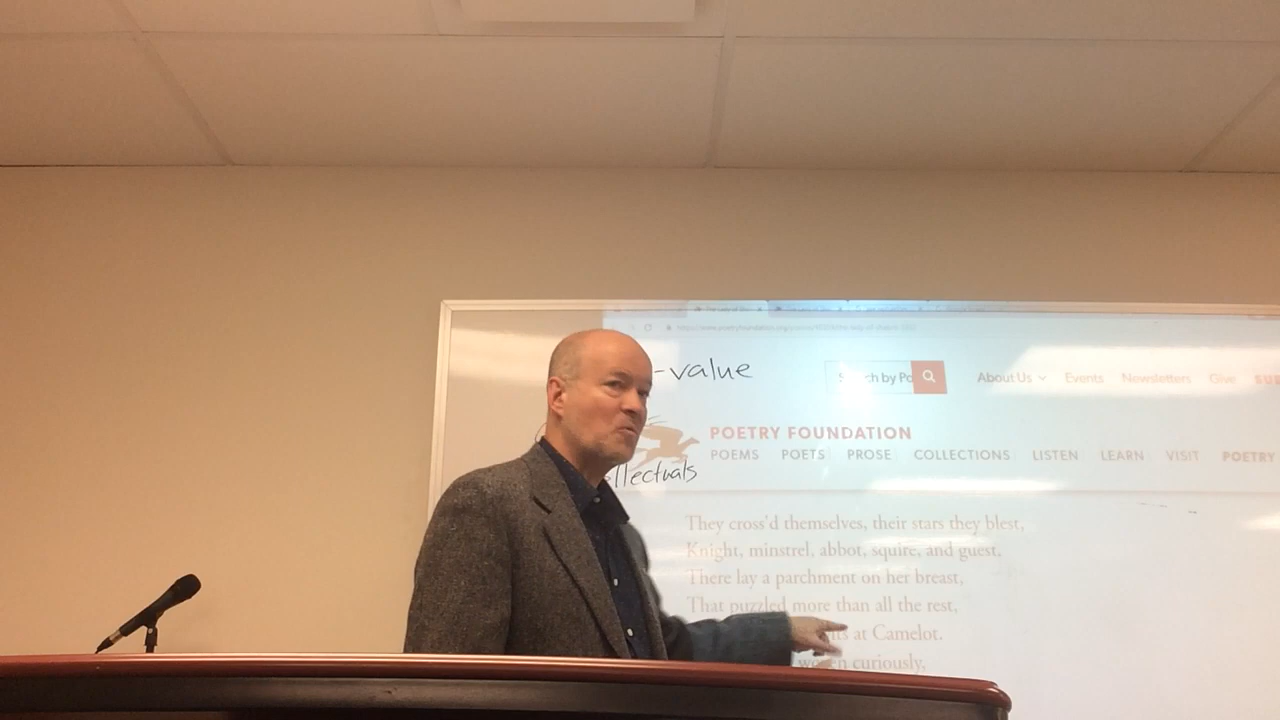 -value
Search by Po
About Us
Events
Newsletters
Give
POETRY FOUNDATION
POEMS POETS PROSE COLLECTIONS LISTEN LEARN VISIT POETRY
ellectuals
They cross'd themselves, their stars they blest,
Knight, minstrel, abbot, squire, and guest,
There lay a parchment on her breast,
That puzzled more than all the rest,
at Camelot.
woven curiously,